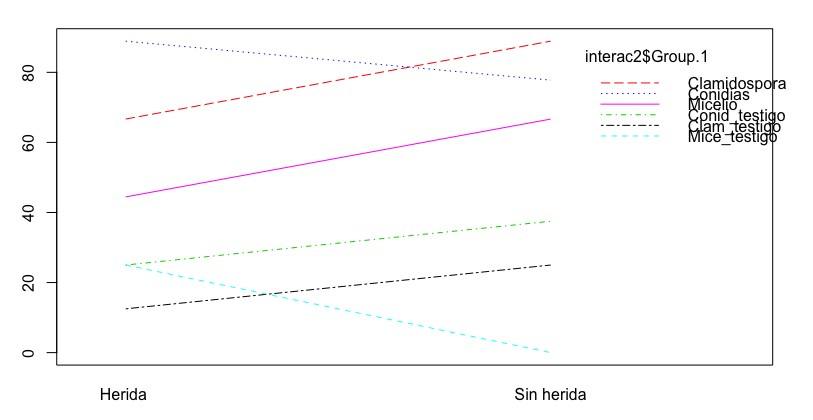 interac2$Group.1
Clamidospora
Conidias
Micelio
Conid_testigo
Clam_testigo
Mice_testigo
80
60
40
20
0
Herida Sin herida